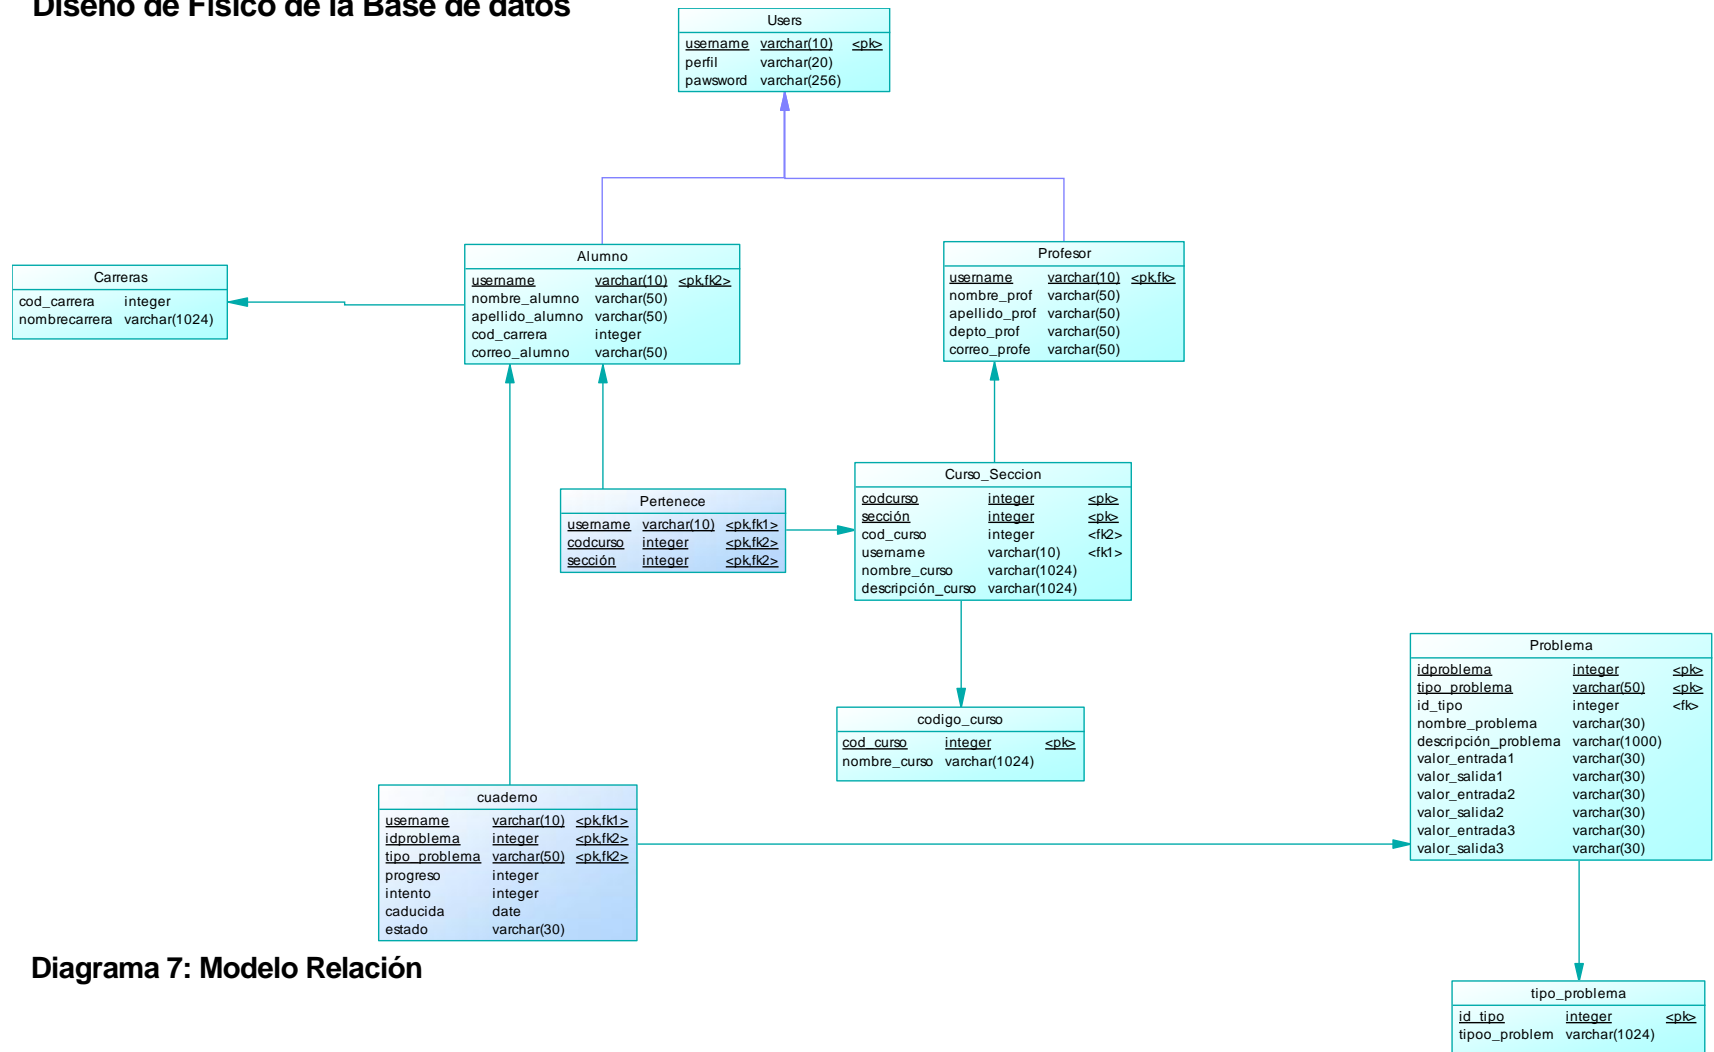 Diseño de Físico de la Base de datos
Users
username varchar(10) <pk>
perfil varchar(20)
pawsword varchar(256)
Carreras
cod_carrera integer
nombrecarrera varchar(1024)
Alumno
username varchar(10) <pk,fk2>
nombre_alumno varchar(50)
apellido_alumno varchar(50)
cod_carrera integer
correo_alumno varchar(50)
Profesor
username varchar(10) <pk,fk>
nombre_prof varchar(50)
apellido_prof varchar(50)
depto_prof varchar(50)
correo_profe varchar(50)
Pertenece
username varchar(10) <pk,fk1>
codcurso integer <pk,fk2>
sección integer <pk,fk2>
Curso_Seccion
codcurso integer <pk>
sección integer <pk>
cod_curso integer <fk2>
username varchar(10) <fk1>
nombre_curso varchar(1024)
descripción_curso varchar(1024)
codigo_curso
cod_curso integer <pk>
nombre_curso varchar(1024)
Problema
idproblema integer <pk>
tipo_problema varchar(50) <pk>
id_tipo integer <fk>
nombre_problema varchar(30)
descripción_problema varchar(1000)
valor_entrada1 varchar(30)
valor_salida1 varchar(30)
valor_entrada2 varchar(30)
valor_salida2 varchar(30)
valor_entrada3 varchar(30)
valor_salida3 varchar(30)
cuaderno
username varchar(10) <pk,fk1>
idproblema integer <pk,fk2>
tipo_problema varchar(50) <pk,fk2>
progreso integer
intento integer
caducida date
estado varchar(30)
Diagrama 7: Modelo Relación
tipo_problema
id_tipo integer <pk>
tipoo_problem varchar(1024)